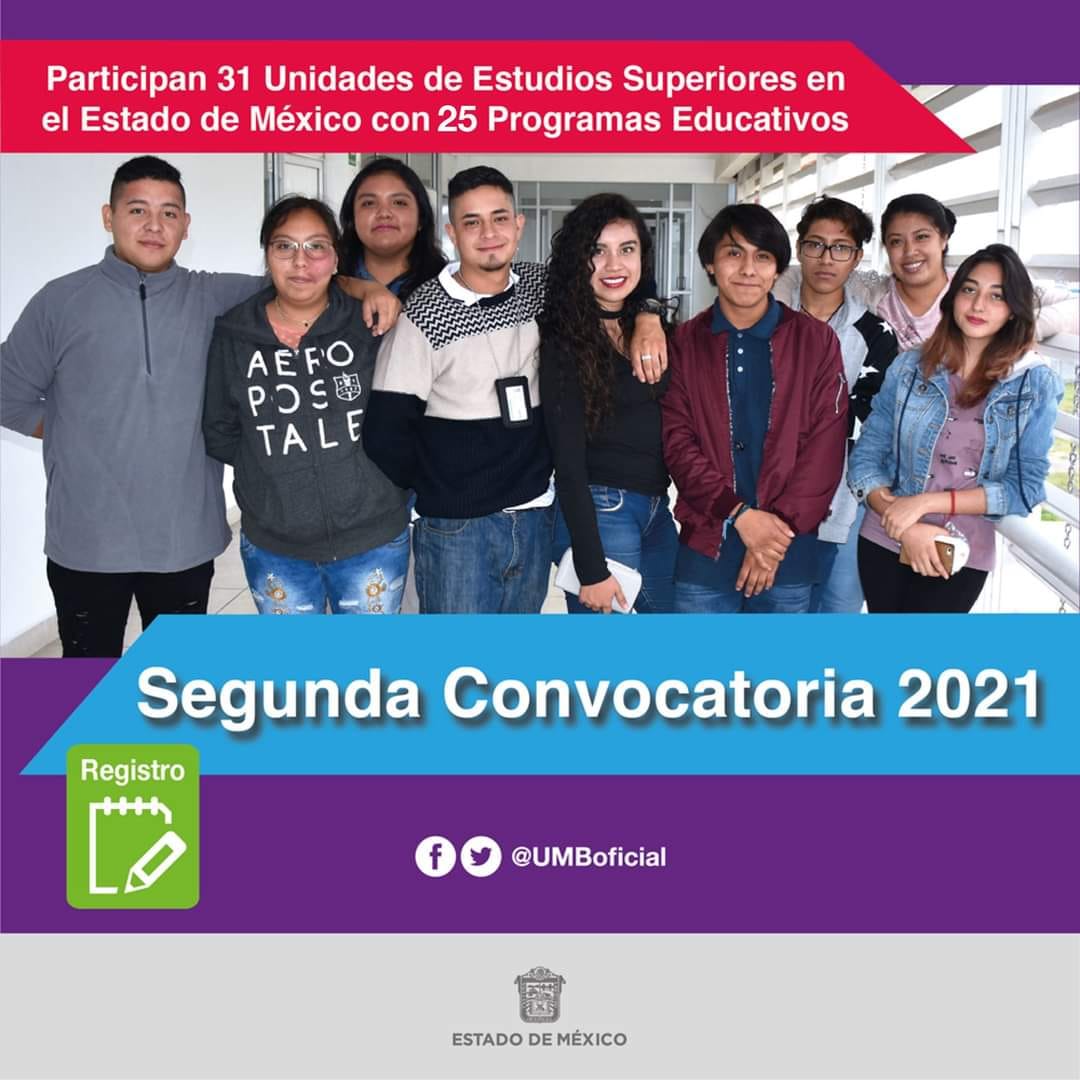 Participan 31 Unidades de Estudios Superiores en
el Estado de México con 25 Programas Educativos
AERO
POS
TALE
Segunda Convocatoria 2021
Registro
@UMBoficial
ESTADO DE MÉXICO